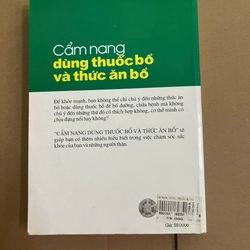 Cẩm nang
dùng thuốc bổ
và thức ăn bổ
Để khỏe mạnh, bạn không thể chỉ chú ý đến những thức ăn
bổ hoặc dùng thuốc bổ để bồi dưỡng, chữa bệnh mà không
chú ý đến những thứ đó có thích hợp không, cơ thể mình có
chịu đựng nổi hay không?
"CẨM NANG DÙNG THUỐC BỔ VÀ THỨC ĂN BỔ" sẽ
giúp bạn có thêm nhiều hiểu biết trong việc chăm sóc sức
khỏe của bạn và những người thân.